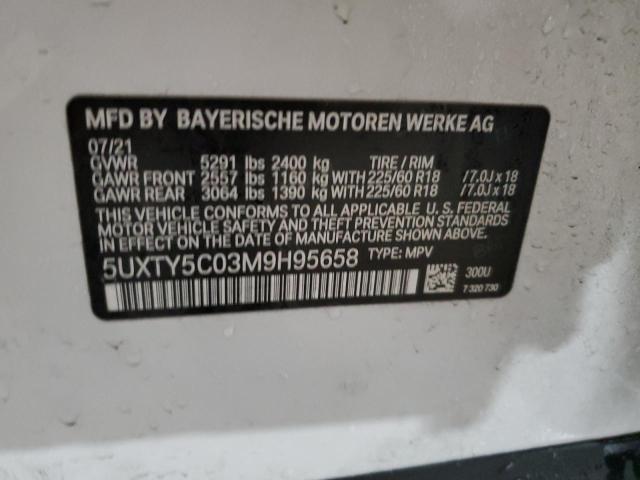 MFD BY BAYERISCHE MOTOREN WERKE AG
07/21
GVWR 5291 lbs 2400 kg TIRE / RIM
GAWR FRONT 2557 lbs 1160 kg WITH 225/60 R18 /7.0J x 18
GAWR REAR 3064 lbs 1390 kg WITH 225/60 R18 /7.0J x 18
THIS VEHICLE CONFORMS TO ALL APPLICABLE U. S. FEDERAL
MOTOR VEHICLE SAFETY AND THEFT PREVENTION STANDARDS
IN EFFECT ON THE DATE OF MANUFACTURE SHOWN ABOVE.
5UXTY5C03M9H95658 TYPE: MPV
300U
7 320 730